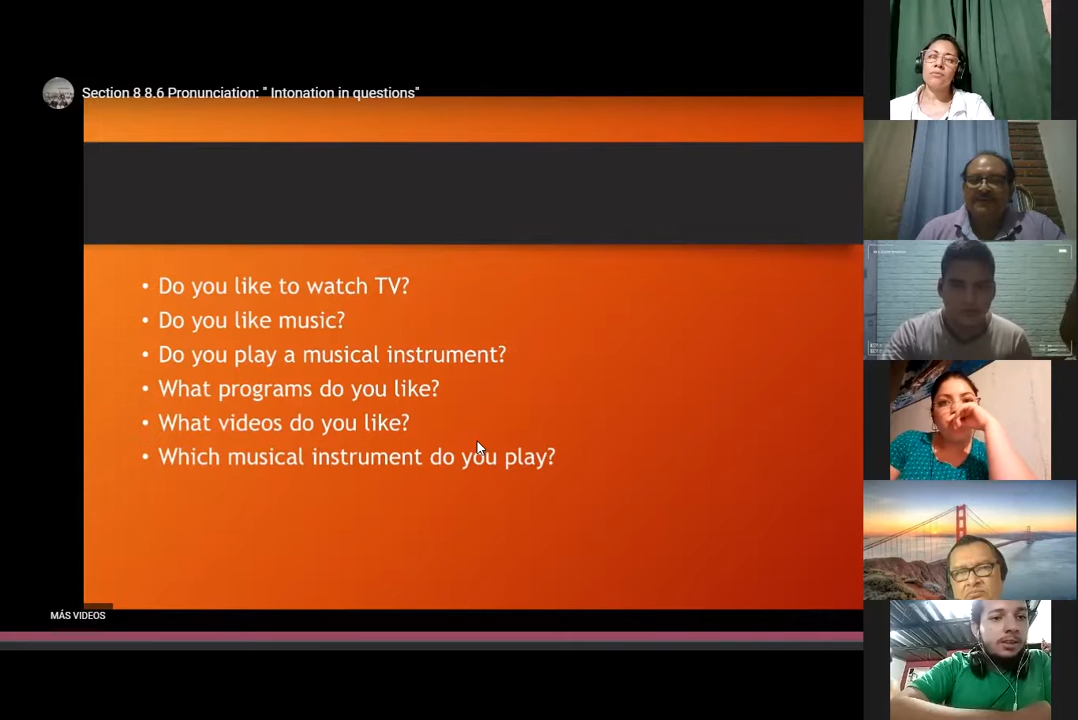 Section 8 8.6 Pronunciation: " Intonation in questions"
• Do you like to watch TV?
• Do you like music?
• Do you play a musical instrument?
• What programs do you like?
• What videos do you like?
• Which musical instrument do you play?
MÁS VIDEOS